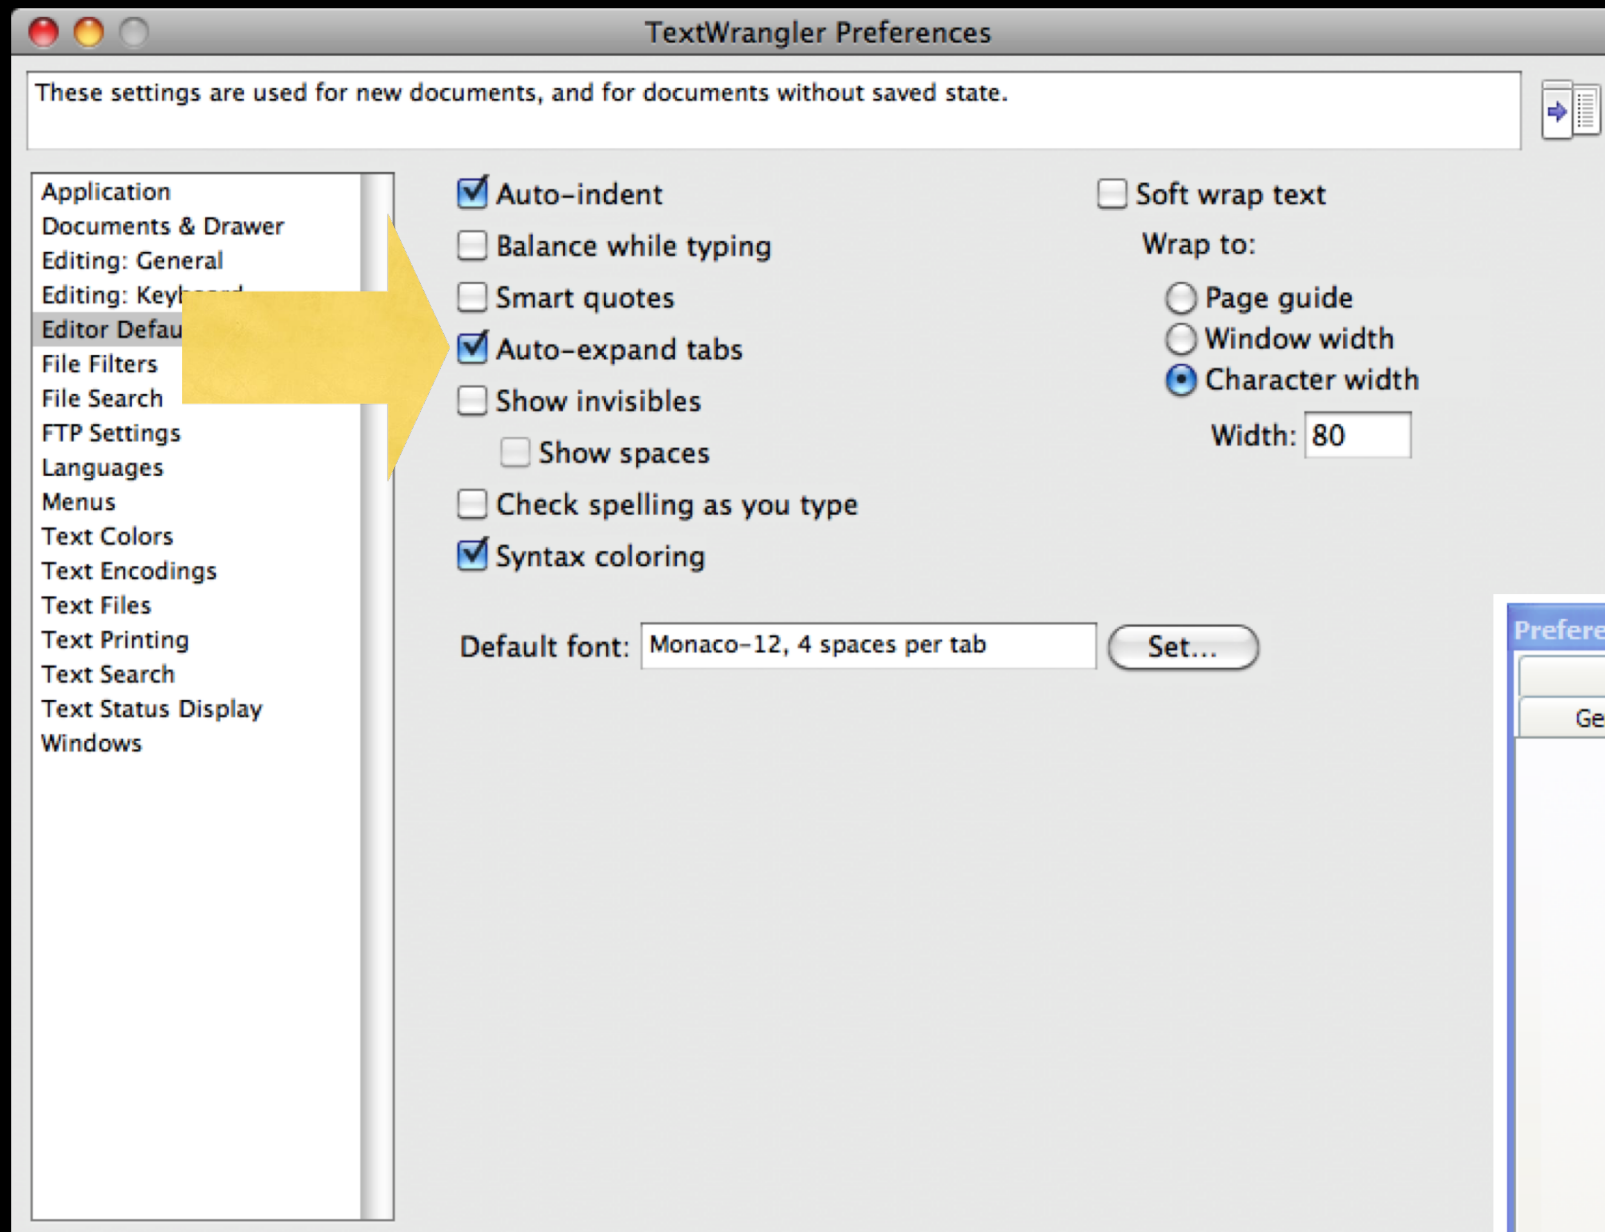 TextWrangler Preferences
These settings are used for new documents, and for documents without saved state.
Application
Documents & Drawer
Editing: General
Editing:
Editor
File Filters
File Search
FTP Settings
Languages
Menus
Text Colors
Text Encodings
Text Files
Text Printing
Text Search
Text Status Display
Windows
Auto-indent
Balance while typing
Smart quotes
Auto-expand tabs
Show invisibles
Show spaces
Check spelling as you type
Syntax coloring
Default font: Monaco-12, 4 spaces per tab Set...
Soft wrap text
Wrap to:
Page guide
Window width
Character width
Width: 80